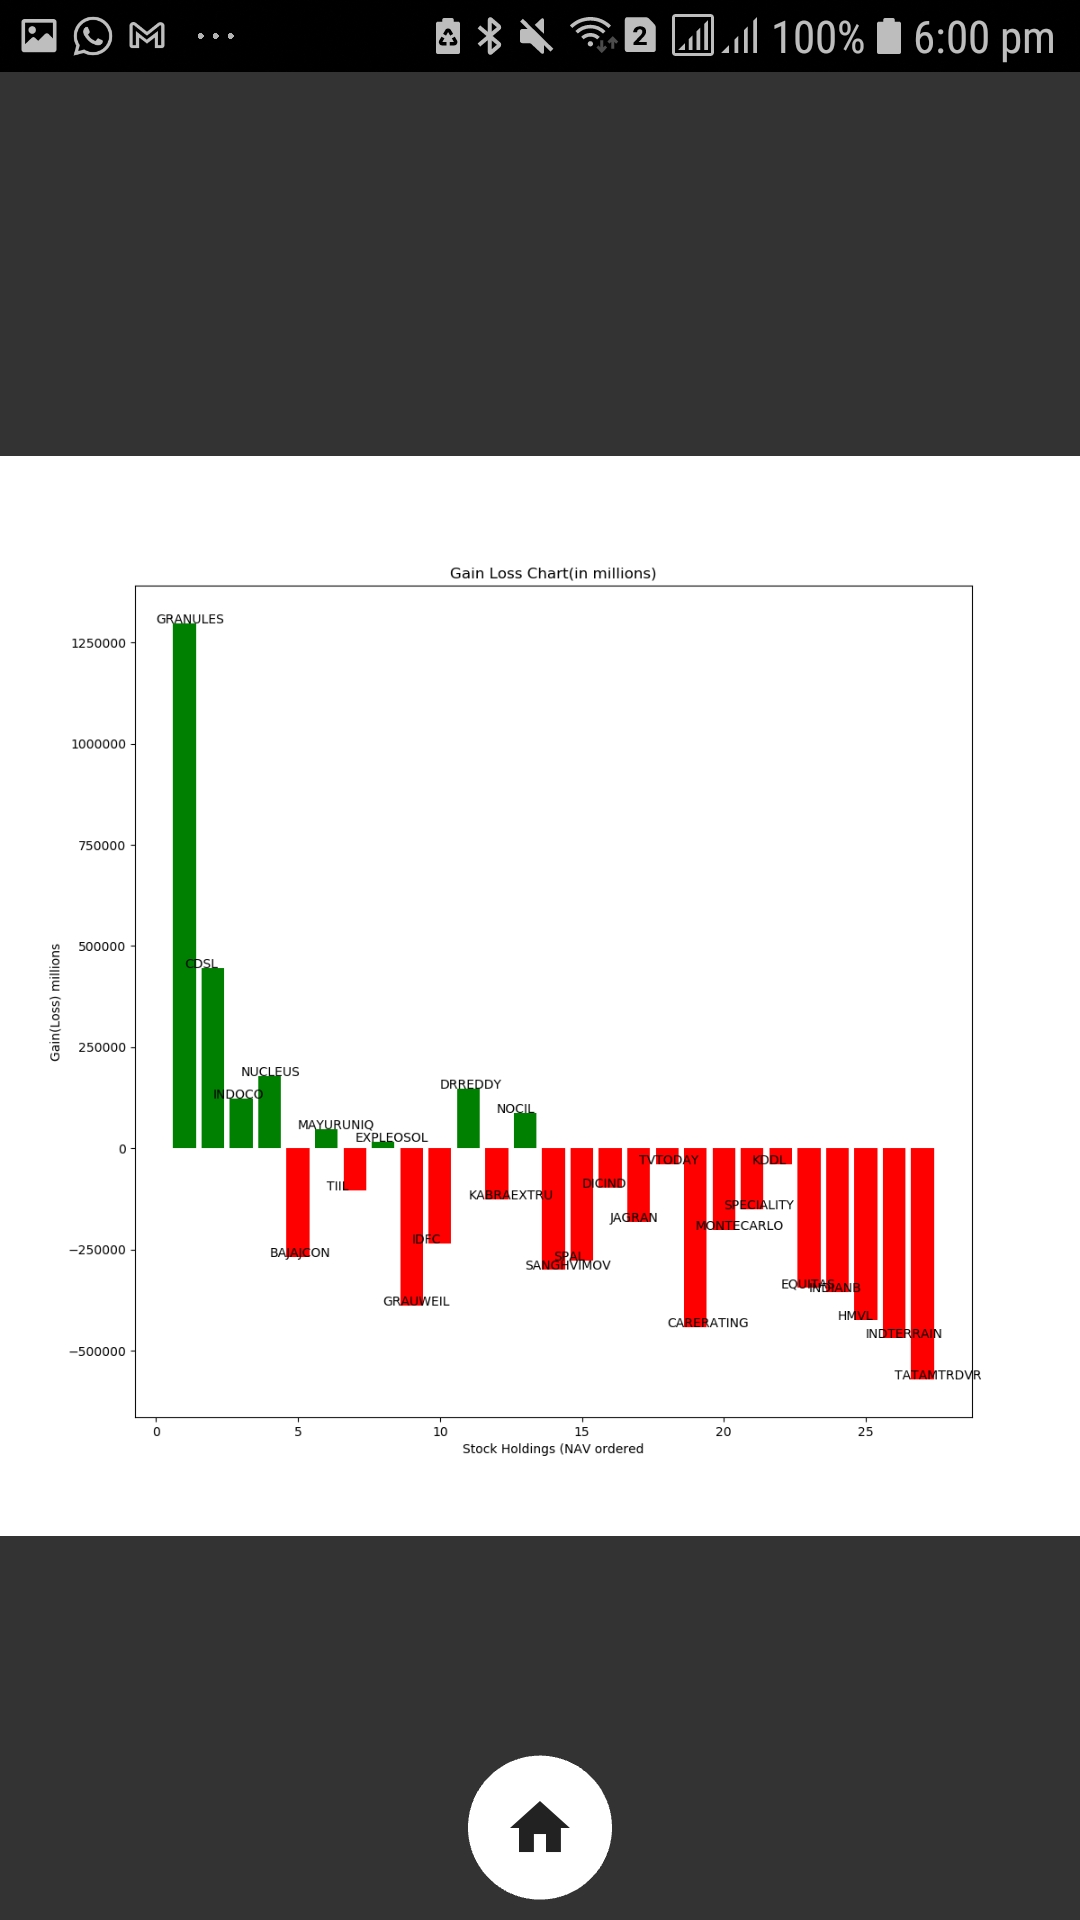 2 100% 6:00 pm
Gain Loss Chart(in millions)
GRANULES
1250000
1000000
750000
500000
CDSL
Gain(Loss) millions
250000
NUCLEUS
INDOCO
DRREDDY
NOCIL
MAYURUNIQ
EXPLEOSOL
0
TVTODAY
KDDL
DICIND
TIIL
KABRAEXTRU
SPECIALITY
JAGRAN
MONTECARLO
IDFC
−250000
BAJAJCON
SPAL
SANGHVIMOV
EQUITAS
INDIANB
GRAUWEIL
HMVL
CARERATING
INDTERRAIN
−500000
TATAMTRDVR
0 5 10 15 20 25
Stock Holdings (NAV ordered